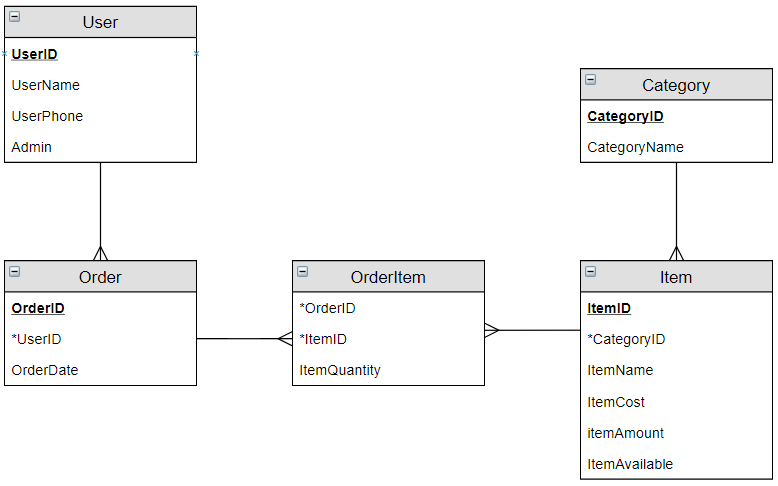 User
UserID
UserName
UserPhone
Admin
Category
CategoryID
CategoryName
Order
OrderID
*UserID
OrderDate
OrderItem
*OrderID
*ItemID
ItemQuantity
Item
ItemID
*CategoryID
ItemName
ItemCost
itemAmount
ItemAvailable